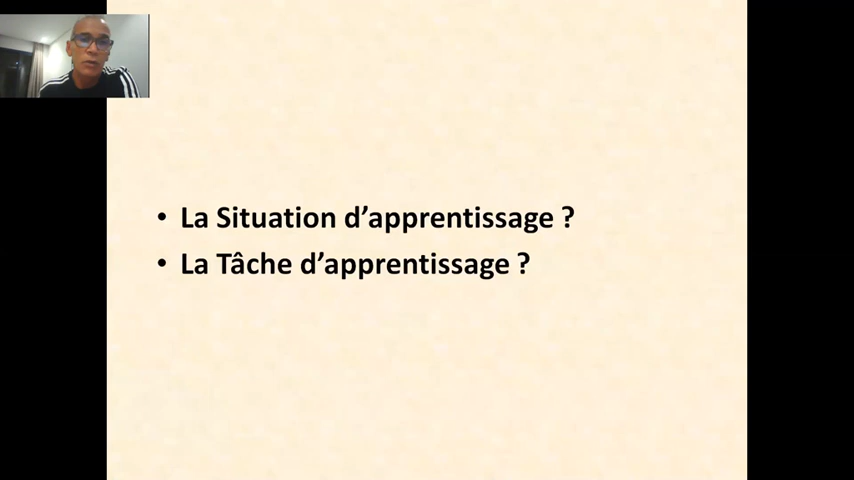 • La Situation d’apprentissage ?
• La Tâche d’apprentissage ?